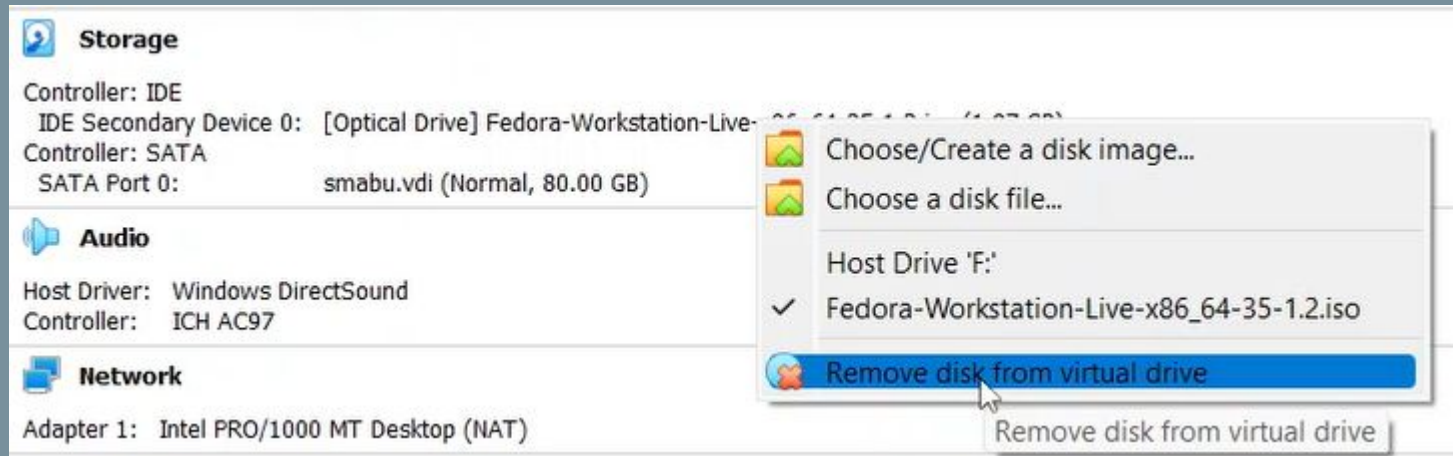 Storage
Controller: IDE
IDE Secondary Device 0: [Optical Drive] Fedora-Workstation-Live-
Controller: SATA
SATA Port 0: smabu.vdi (Normal, 80.00 GB)
Audio
Host Driver: Windows DirectSound
Controller: ICH AC97
Network
Adapter 1: Intel PRO/1000 MT Desktop (NAT)
Choose/Create a disk image...
Choose a disk file...
Host Drive 'F:'
Fedora-Workstation-Live-x86_64-35-1.2.iso
Remove disk from virtual drive
Remove disk from virtual drive